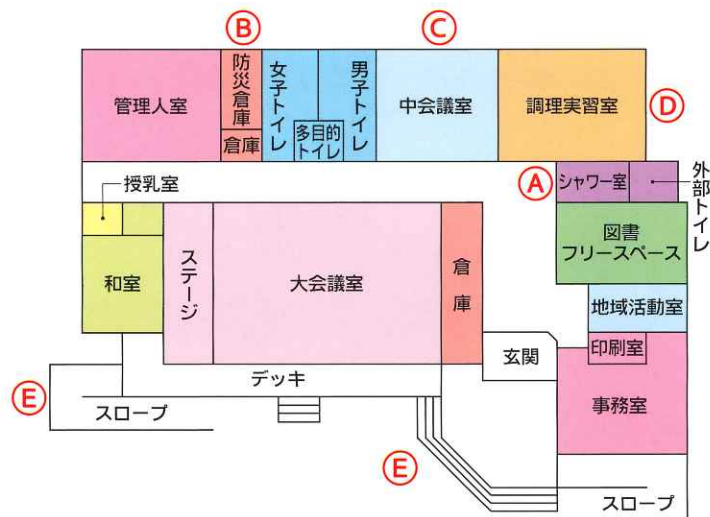 B
C
管理人室
防災倉庫
倉庫
女子トイレ
多目的
トイレ
男子トイレ
中会議室
調理実習室
D
授乳室
A
シャワー室
外部トイレ
和室
ステージ
大会議室
倉庫
図書
フリースペース
地域活動室
印刷室
玄関
事務室
デッキ
E
スロープ
E
スロープ